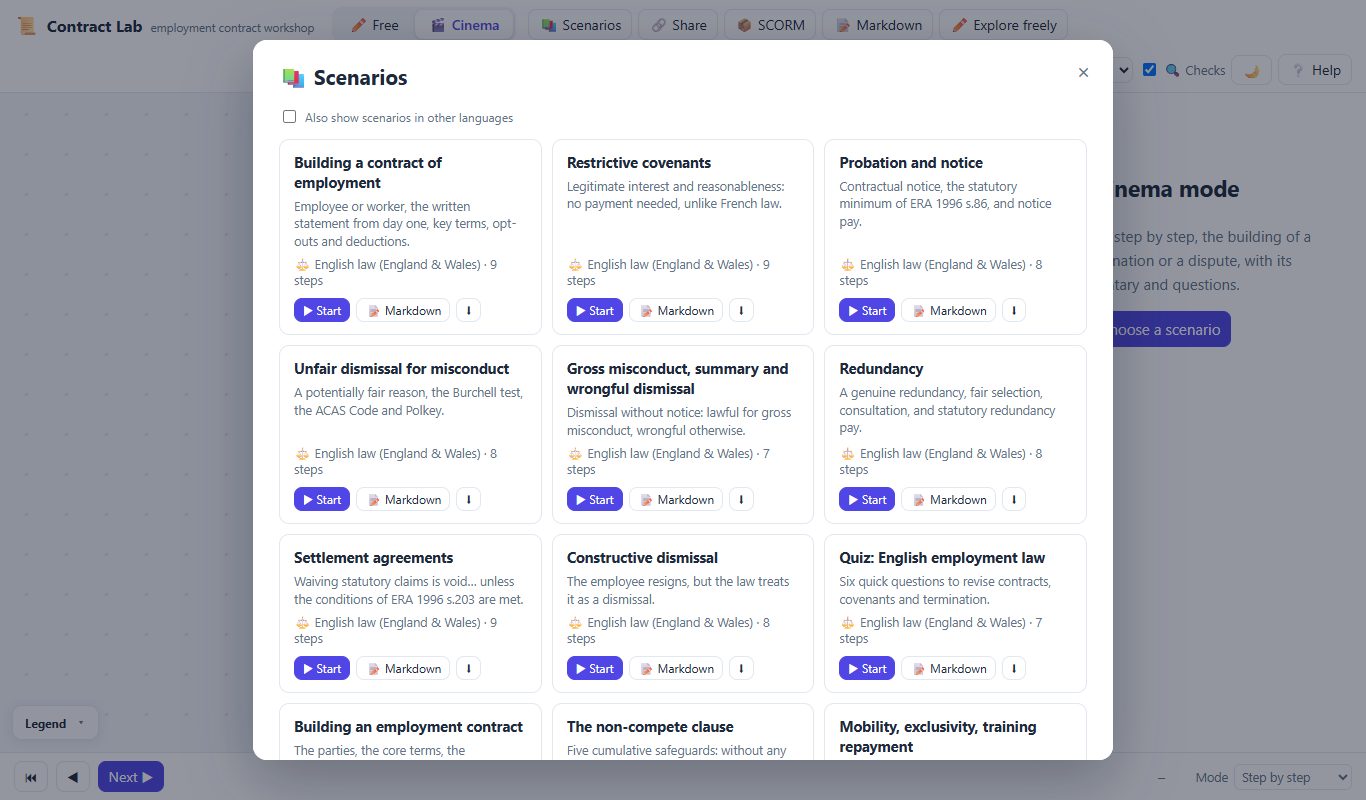 Contract Lab employment contract workshop Free Cinema Scenarios Share SCORM Markdown Explore freely
Checks Help
Scenarios
Also show scenarios in other languages
Building a contract of
employment
Employee or worker, the written
statement from day one, key terms, opt-
outs and deductions.
English law (England & Wales) · 9
steps
Start Markdown
Restrictive covenants
Legitimate interest and reasonableness:
no payment needed, unlike French law.
English law (England & Wales) · 9
steps
Start Markdown
Probation and notice
Contractual notice, the statutory
minimum of ERA 1996 s.86, and notice
pay.
English law (England & Wales) · 8
steps
Start Markdown
Unfair dismissal for misconduct
A potentially fair reason, the Burchell test,
the ACAS Code and Polkey.
English law (England & Wales) · 8
steps
Start Markdown
Gross misconduct, summary and
wrongful dismissal
Dismissal without notice: lawful for gross
misconduct, wrongful otherwise.
English law (England & Wales) · 7
steps
Start Markdown
Redundancy
A genuine redundancy, fair selection,
consultation, and statutory redundancy
pay.
English law (England & Wales) · 8
steps
Start Markdown
Settlement agreements
Waiving statutory claims is void... unless
the conditions of ERA 1996 s.203 are met.
English law (England & Wales) · 9
steps
Start Markdown
Constructive dismissal
The employee resigns, but the law treats
it as a dismissal.
English law (England & Wales) · 8
steps
Start Markdown
Quiz: English employment law
Six quick questions to revise contracts,
covenants and termination.
English law (England & Wales) · 7
steps
Start Markdown
Building an employment contract
The parties, the core terms, the
The non-compete clause
Five cumulative safeguards: without any
Mobility, exclusivity, training
repayment
nema mode
step by step, the building of a
nation or a dispute, with its
tary and questions.
hoose a scenario
Legend
Next
– Mode Step by step